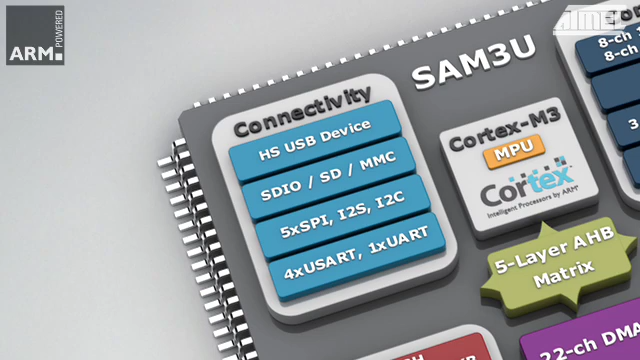 ARM
POWERED
SAM3U
Connectivity
HS USB Device
SDIO / SD / MMC
5xSPI, I2S, I2C
4xUSART, 1xUART
Cortex-M3
MPU
Cortex
Intelligent Processors by ARM®
5-Layer AHB
Matrix
22-ch DMA
8-ch
8-ch
3